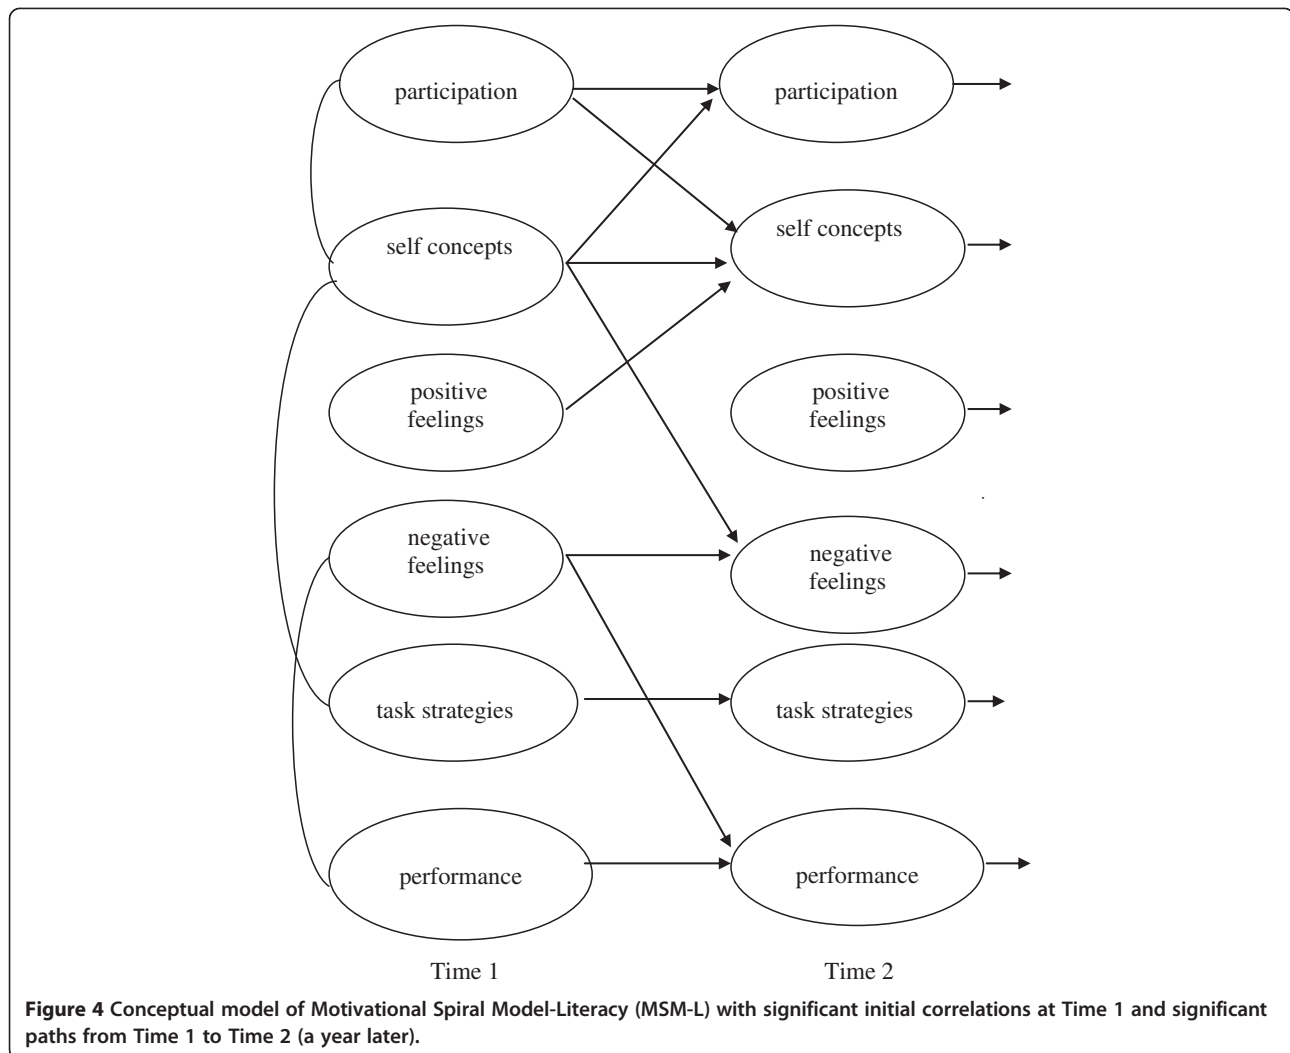 participation
participation
self concepts
self concepts
positive
feelings
positive
feelings
negative
feelings
negative
feelings
task strategies
task strategies
performance
performance
Time 1
Time 2
Figure 4 Conceptual model of Motivational Spiral Model-Literacy (MSM-L) with significant initial correlations at Time 1 and significant
paths from Time 1 to Time 2 (a year later).